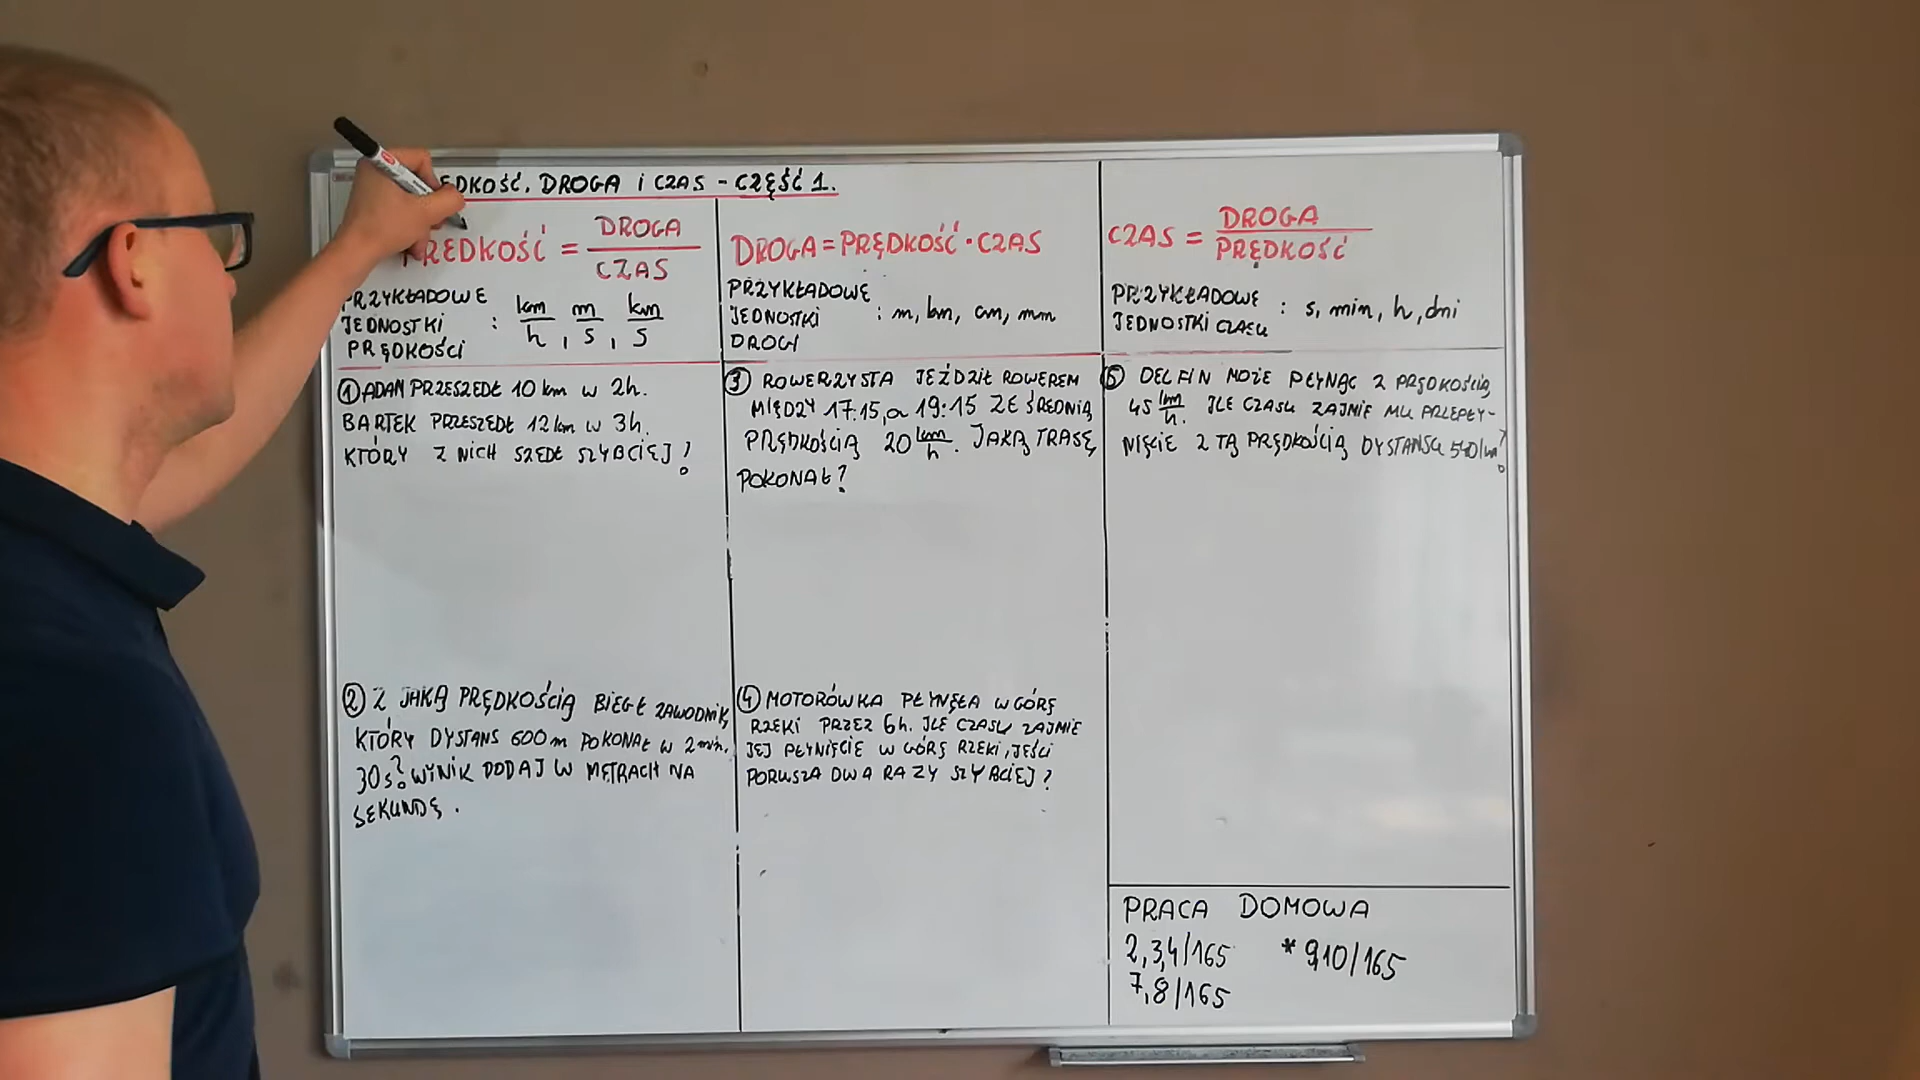 EDKOŚĆ, DROGA i CZAS - CZĘŚĆ 1.
PRĘDKOŚĆ = DROGA
CZAS
PRZYKŁADOWE
JEDNOSTKI : km/h, m/s, km/s
PRĘDKOŚCI
① ADAM PRZESZEDŁ 10 km w 2h.
BARTEK PRZESZEDŁ 12 km w 3h.
KTÓRY Z NICH SZEDŁ SZYBCIEJ?
② Z JAKĄ PRĘDKOŚCIĄ BIEGŁ ZAWODNIK,
KTÓRY DYSTANS 600 m POKONAŁ w 2 min.
30s? WYNIK PODAJ W METRACH NA
SEKUNDĘ.
DROGA = PRĘDKOŚĆ · CZAS
PRZYKŁADOWE
JEDNOSTKI : m, km, cm, mm
DROGI
③ ROWERZYSTA JEŹDZIŁ ROWEREM
MIĘDZY 17:15, a 19:15 ZE ŚREDNIĄ
PRĘDKOŚCIĄ 20 km/h. JAKĄ TRASĘ
POKONAŁ?
④ MOTORÓWKA PŁYNĘŁA W GÓRĘ
RZEKI PRZEZ 6h. ILE CZASU ZAJMIE
JEJ PŁYNIĘCIE W GÓRĘ RZEKI, JEŚLI
PORUSZA DWA RAZY SZYBCIEJ?
CZAS = DROGA
PRĘDKOŚĆ
PRZYKŁADOWE
JEDNOSTKI CZASU : s, min, h, dni
⑤ DELFIN MOŻE PŁYNĄĆ Z PRĘDKOŚCIĄ
45 km/h. ILE CZASU ZAJMIE MU PRZEPŁY-
NIĘCIE Z TĄ PRĘDKOŚCIĄ DYSTANSU 540 km?
PRACA DOMOWA
2,3,4/165 * 9,10/165
7,8/165